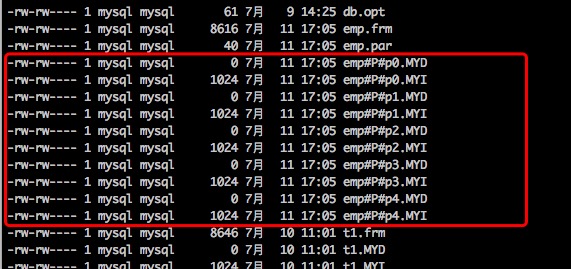 -rw-rw---- 1 mysql mysql 61 7月 9 14:25 db.opt
-rw-rw---- 1 mysql mysql 8616 7月 11 17:05 emp.frm
-rw-rw---- 1 mysql mysql 40 7月 11 17:05 emp.par
-rw-rw---- 1 mysql mysql 0 7月 11 17:05 emp#P#p0.MYD
-rw-rw---- 1 mysql mysql 1024 7月 11 17:05 emp#P#p0.MYI
-rw-rw---- 1 mysql mysql 0 7月 11 17:05 emp#P#p1.MYD
-rw-rw---- 1 mysql mysql 1024 7月 11 17:05 emp#P#p1.MYI
-rw-rw---- 1 mysql mysql 0 7月 11 17:05 emp#P#p2.MYD
-rw-rw---- 1 mysql mysql 1024 7月 11 17:05 emp#P#p2.MYI
-rw-rw---- 1 mysql mysql 0 7月 11 17:05 emp#P#p3.MYD
-rw-rw---- 1 mysql mysql 1024 7月 11 17:05 emp#P#p3.MYI
-rw-rw---- 1 mysql mysql 0 7月 11 17:05 emp#P#p4.MYD
-rw-rw---- 1 mysql mysql 1024 7月 11 17:05 emp#P#p4.MYI
-rw-rw---- 1 mysql mysql 8646 7月 10 11:01 t1.frm
-rw-rw---- 1 mysql mysql 0 7月 10 11:01 t1.MYD
-rw-rw---- 1 mysql mysql 1024 7月 10 11:01 t1.MYI